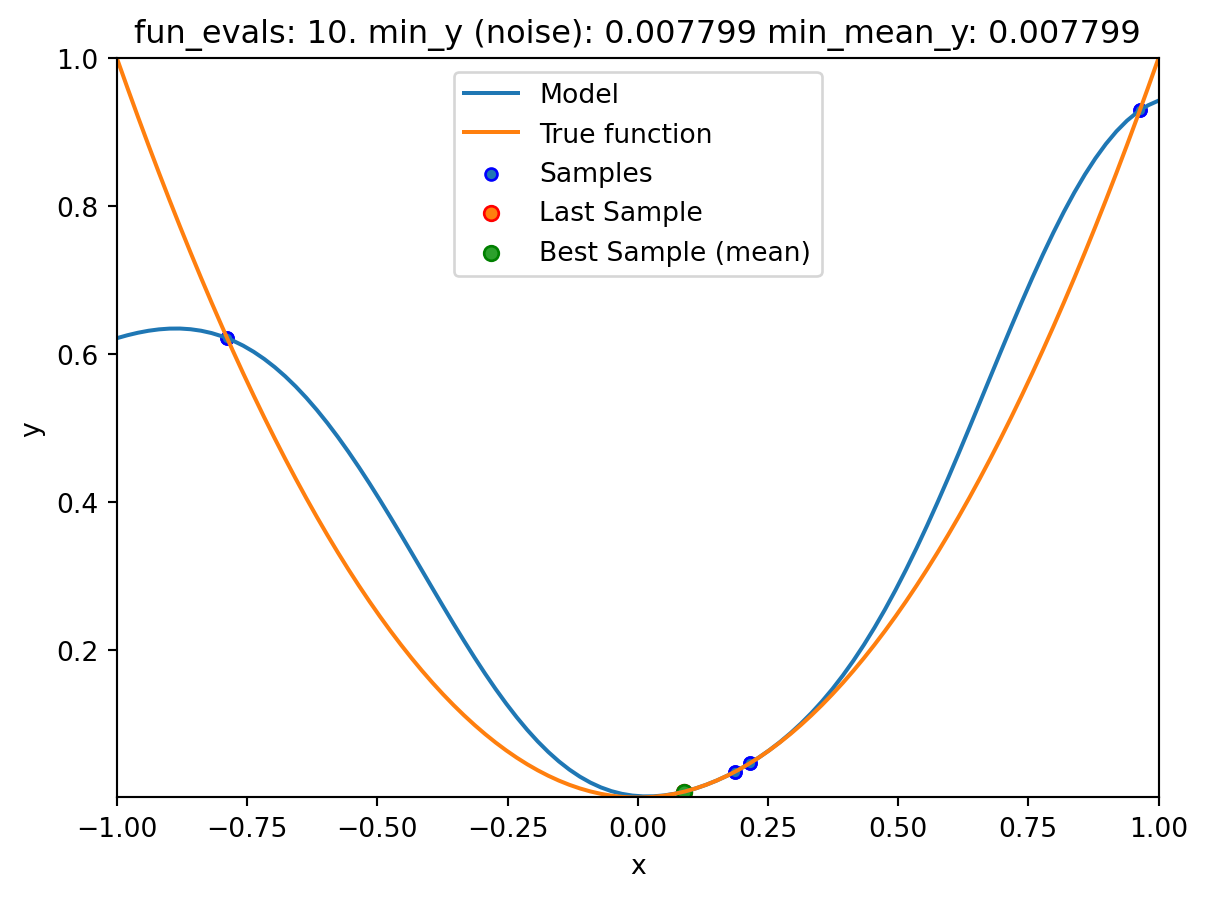 fun_evals: 10. min_y (noise): 0.007799 min_mean_y: 0.007799
1.0
0.8
0.6
0.4
0.2
y
Model
True function
Samples
Last Sample
Best Sample (mean)
−1.00 −0.75 −0.50 −0.25 0.00 0.25 0.50 0.75 1.00
x